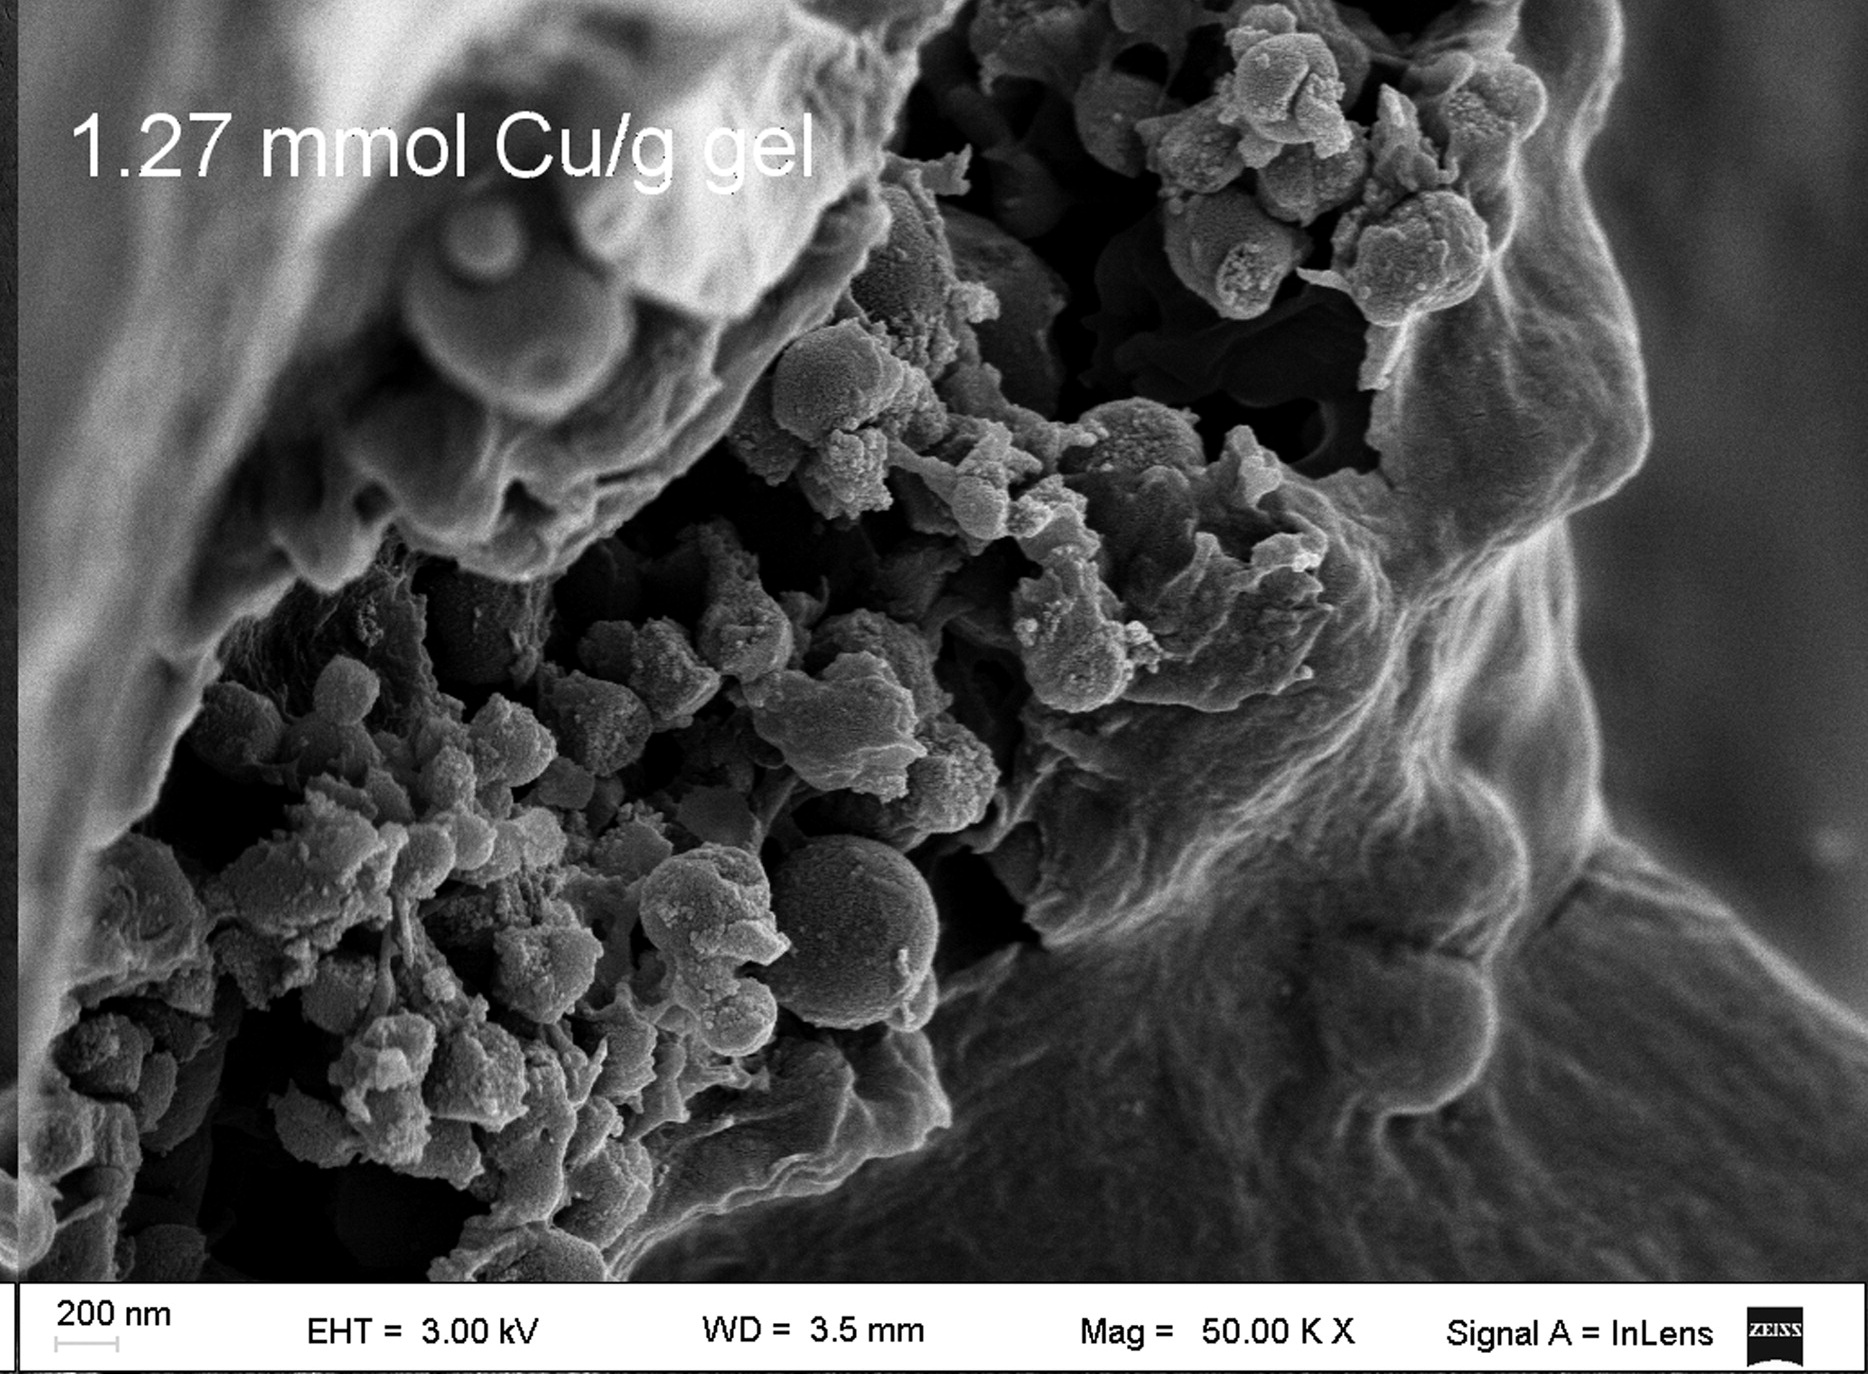 1.27 mmol Cu/g gel
200 nm
EHT = 3.00 kV
WD = 3.5 mm
Mag = 50.00 K X
Signal A = InLens
ZEISS